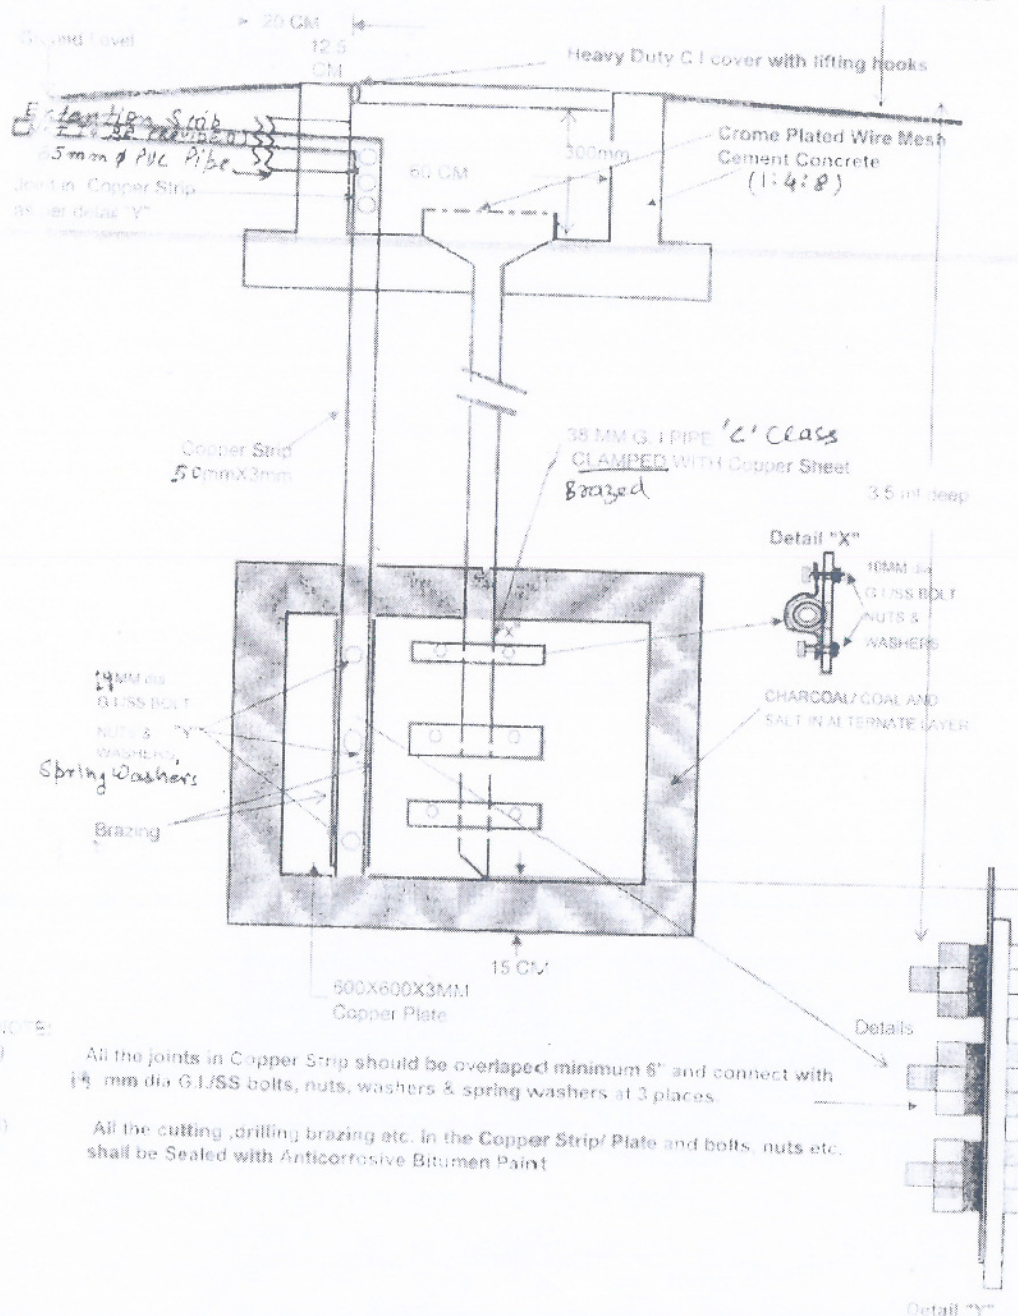 20 CM
Ground Level
12.5
CM
Heavy Duty C I cover with lifting hooks
Extantion Strip
BE PROVIDED
65mm φ PVC Pipe
Joint in Copper Strip
as per detail "Y"
60 CM
300mm
Crome Plated Wire Mesh
Cement Concrete
(1:4:8)
Copper Strip
50mmX3mm
38 MM G. I PIPE 'C' Class
CLAMPED WITH Copper Sheet
Brazed
3.5 mt deep
Detail "X"
10MM dia
G.I./SS BOLT
NUTS &
WASHERS
"X"
MM dia
G.I/SS BOLT
NUTS & "Y"
WASHERS,
Spring Washers
Brazing
CHARCOAL/ COAL AND
SALT IN ALTERNATE LAYER
15 CM
600X600X3MM
Copper Plate
Details
NOTE:
All the joints in Copper Strip should be overlaped minimum 6" and connect with
mm dia G.I./SS bolts, nuts, washers & spring washers at 3 places.
All the cutting ,drilling brazing etc. In the Copper Strip/ Plate and bolts, nuts etc.
shall be Sealed with Anticorrosive Bitumen Paint
Detail "Y"